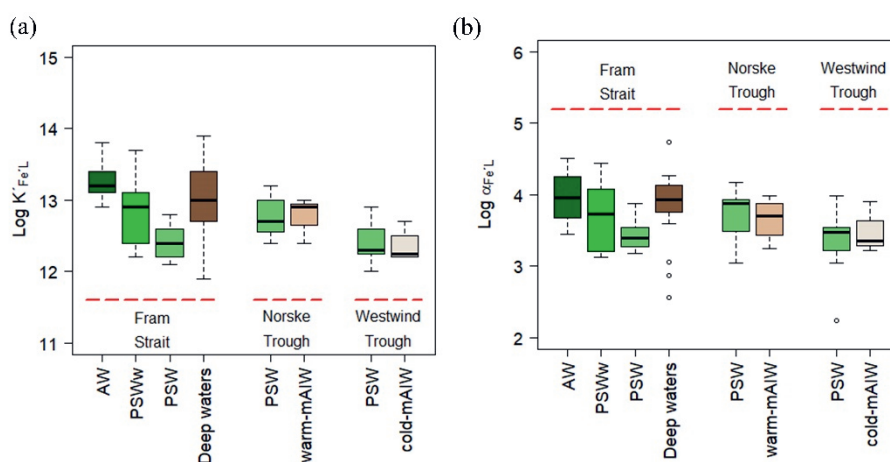 (a)
15
14
13
12
11
Log K′Fe′L
Fram
Strait
Norske
Trough
Westwind
Trough
AW
PSWw
PSW
Deep waters
PSW
warm-mAIW
PSW
cold-mAIW
(b)
6
5
4
3
2
Log αFe′L
Fram
Strait
Norske
Trough
Westwind
Trough
AW
PSWw
PSW
Deep waters
PSW
warm-mAIW
PSW
cold-mAIW